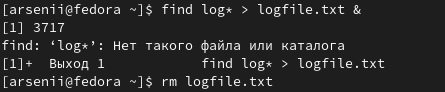 [arsenii@fedora ~]$ find log* > logfile.txt &
[1] 3717
find: ‘log*’: Нет такого файла или каталога
[1]+  Выход 1            find log* > logfile.txt
[arsenii@fedora ~]$ rm logfile.txt